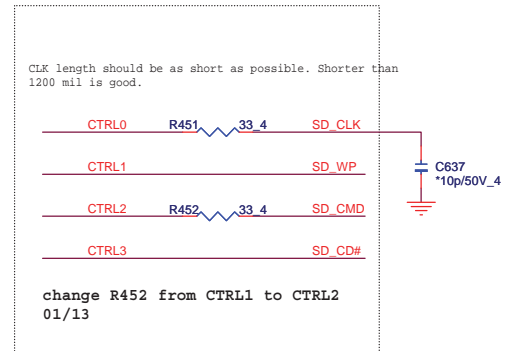 CLK length should be as short as possible. Shorter than
1200 mil is good.
CTRL0 R451 33_4 SD_CLK
CTRL1 SD_WP
C637
*10p/50V_4
CTRL2 R452 33_4 SD_CMD
CTRL3 SD_CD#
change R452 from CTRL1 to CTRL2
01/13